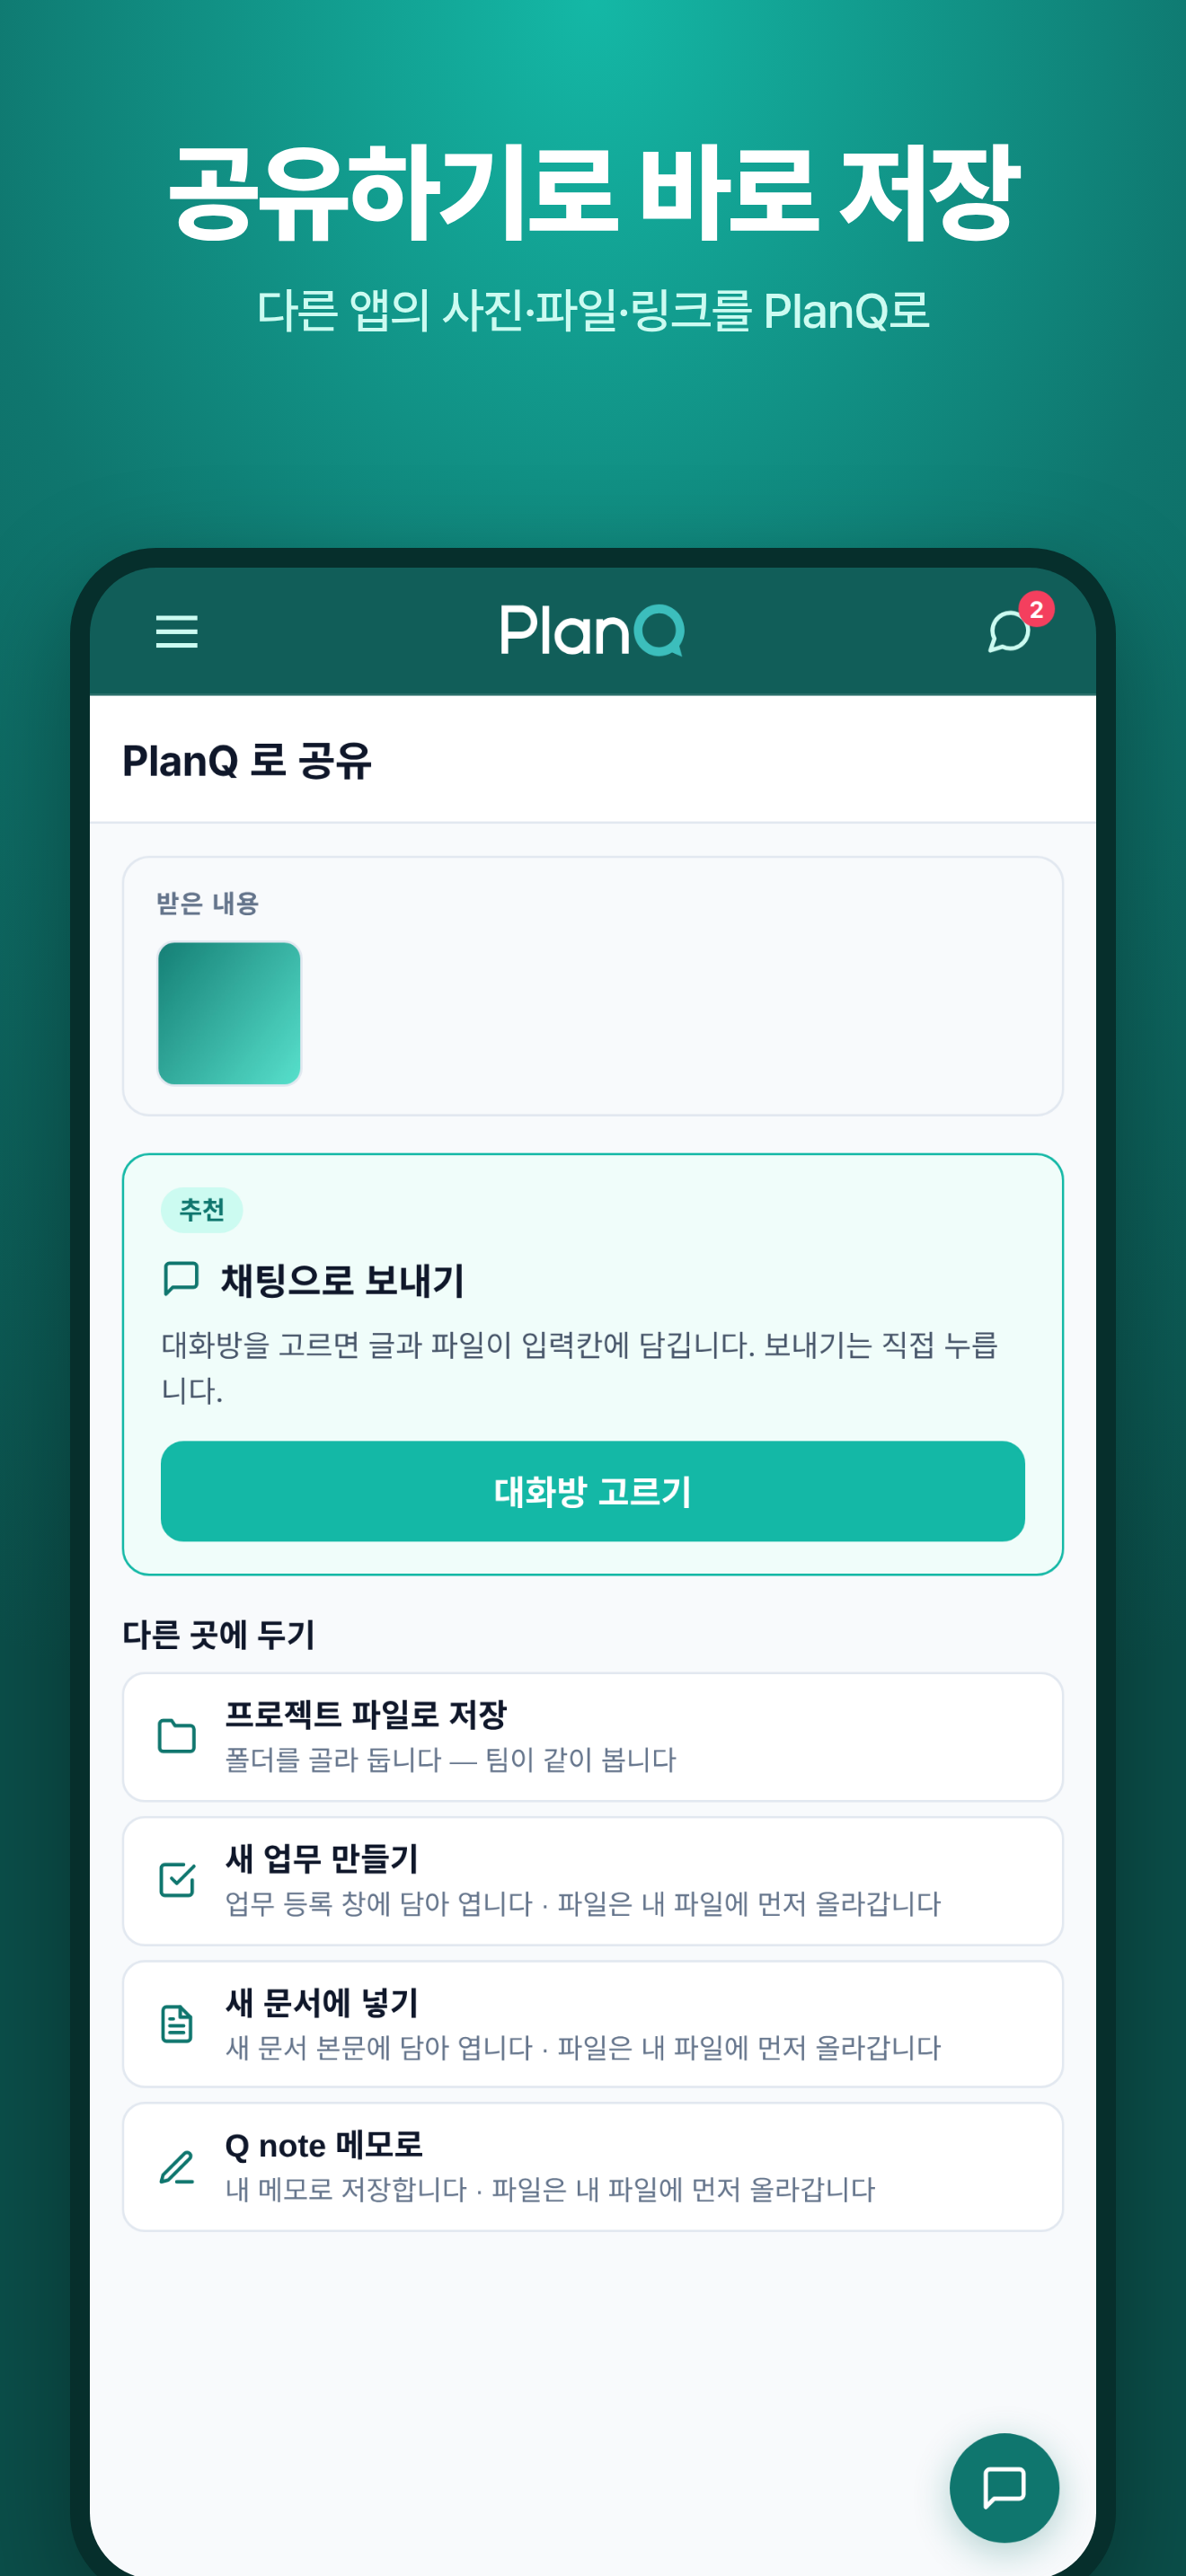 공유하기로 바로 저장
다른 앱의 사진·파일·링크를 PlanQ로
PlanQ
2
PlanQ 로 공유
받은 내용
추천
채팅으로 보내기
대화방을 고르면 글과 파일이 입력칸에 담깁니다. 보내기는 직접 누릅
니다.
대화방 고르기
다른 곳에 두기
프로젝트 파일로 저장
폴더를 골라 둡니다 — 팀이 같이 봅니다
새 업무 만들기
업무 등록 창에 담아 엽니다 · 파일은 내 파일에 먼저 올라갑니다
새 문서에 넣기
새 문서 본문에 담아 엽니다 · 파일은 내 파일에 먼저 올라갑니다
Q note 메모로
내 메모로 저장합니다 · 파일은 내 파일에 먼저 올라갑니다